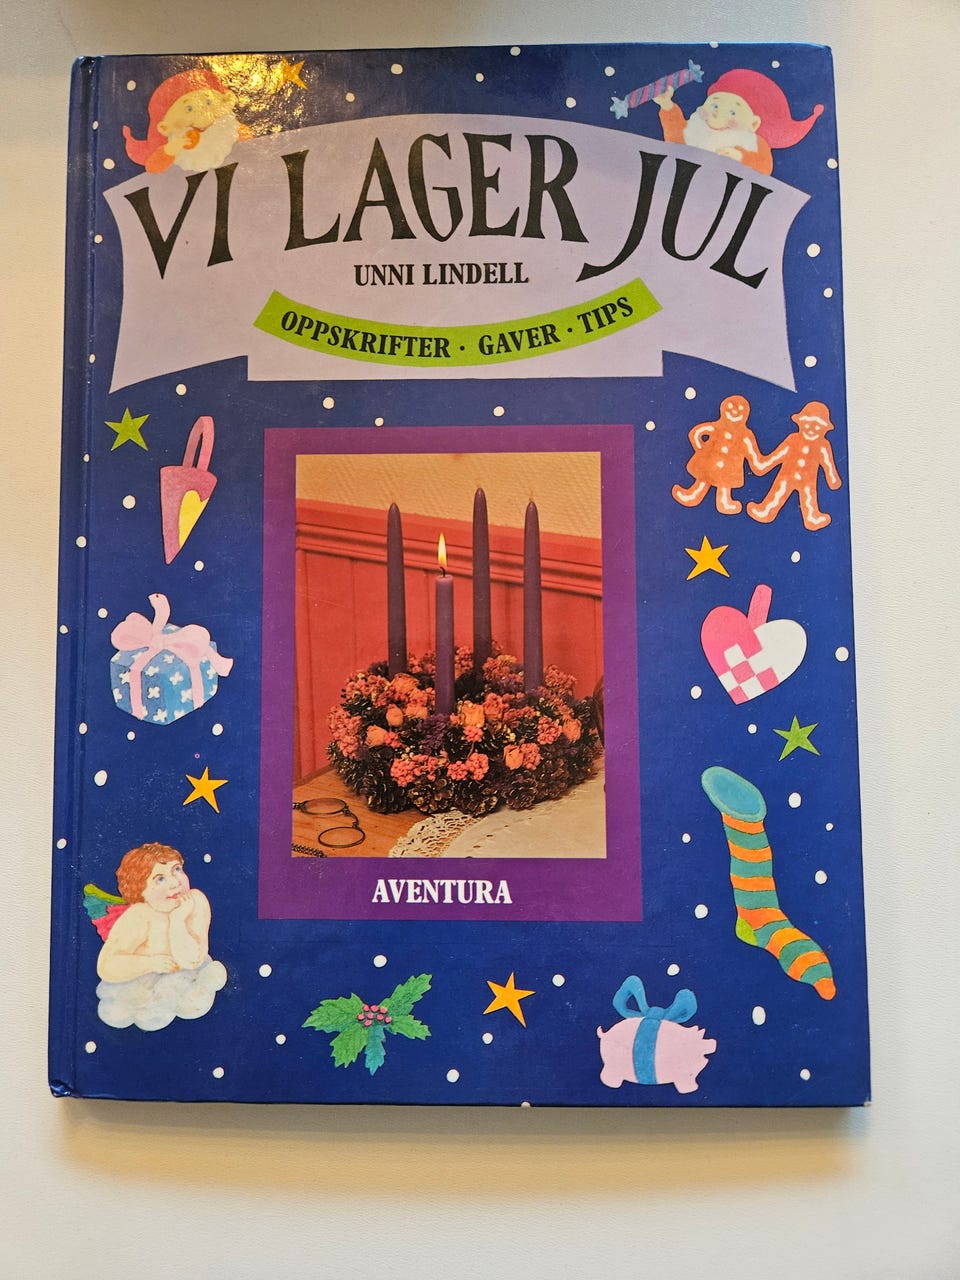 VI LAGER JUL
UNNI LINDELL
OPPSKRIFTER · GAVER · TIPS
AVENTURA